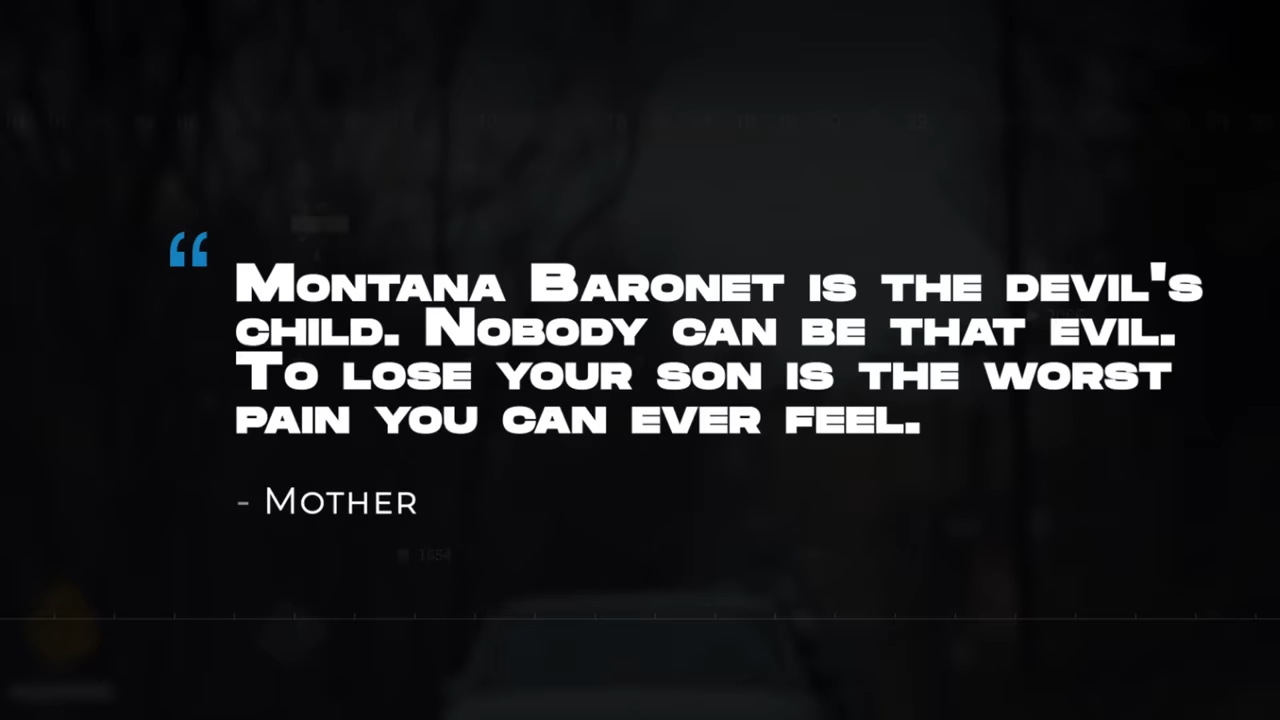 “ Montana Baronet is the devil's
child. Nobody can be that evil.
To lose your son is the worst
pain you can ever feel.
- Mother
1654